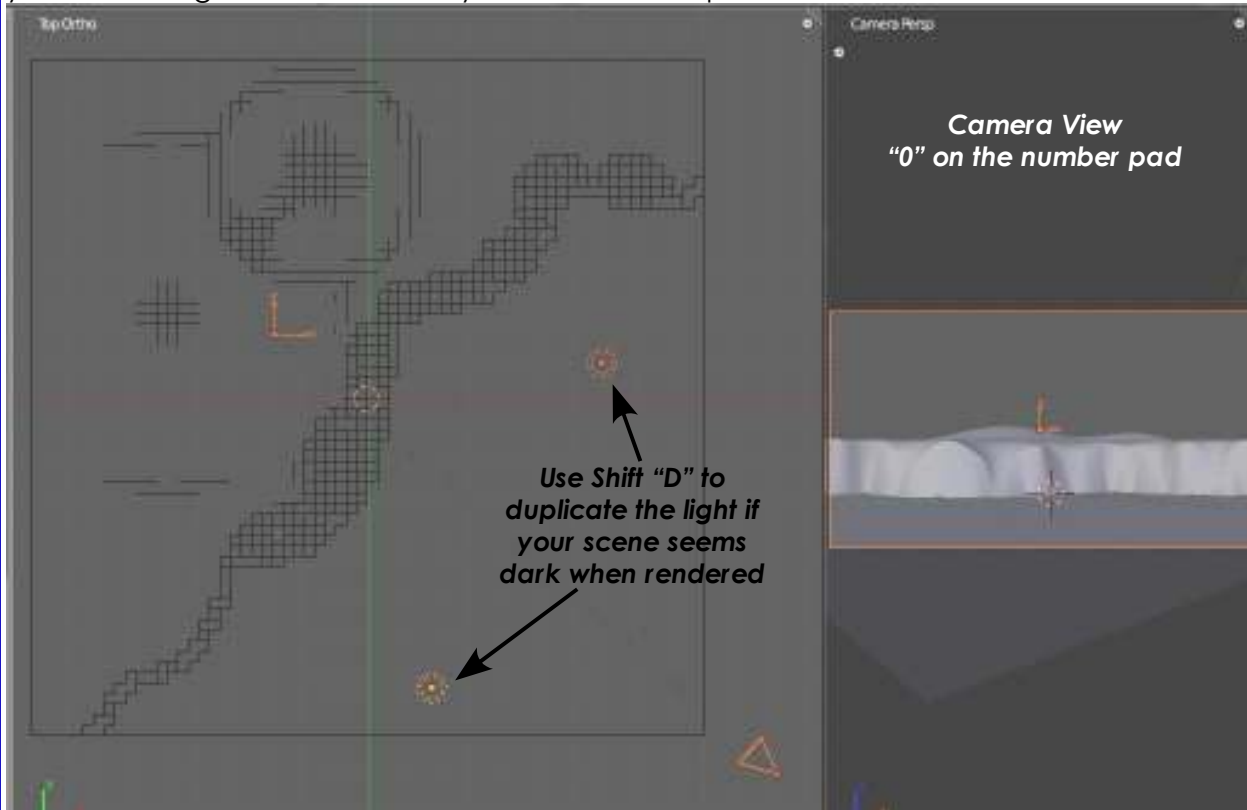 Top Ortho
Camera Persp
Camera View
“0” on the number pad
Use Shift “D” to
duplicate the light if
your scene seems
dark when rendered